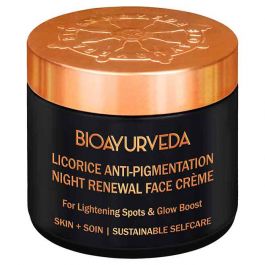 BIOAYURVEDA
LICORICE ANTI-PIGMENTATION
NIGHT RENEWAL FACE CRÈME
For Lightening Spots & Glow Boost
SKIN + SOIN | SUSTAINABLE SELFCARE